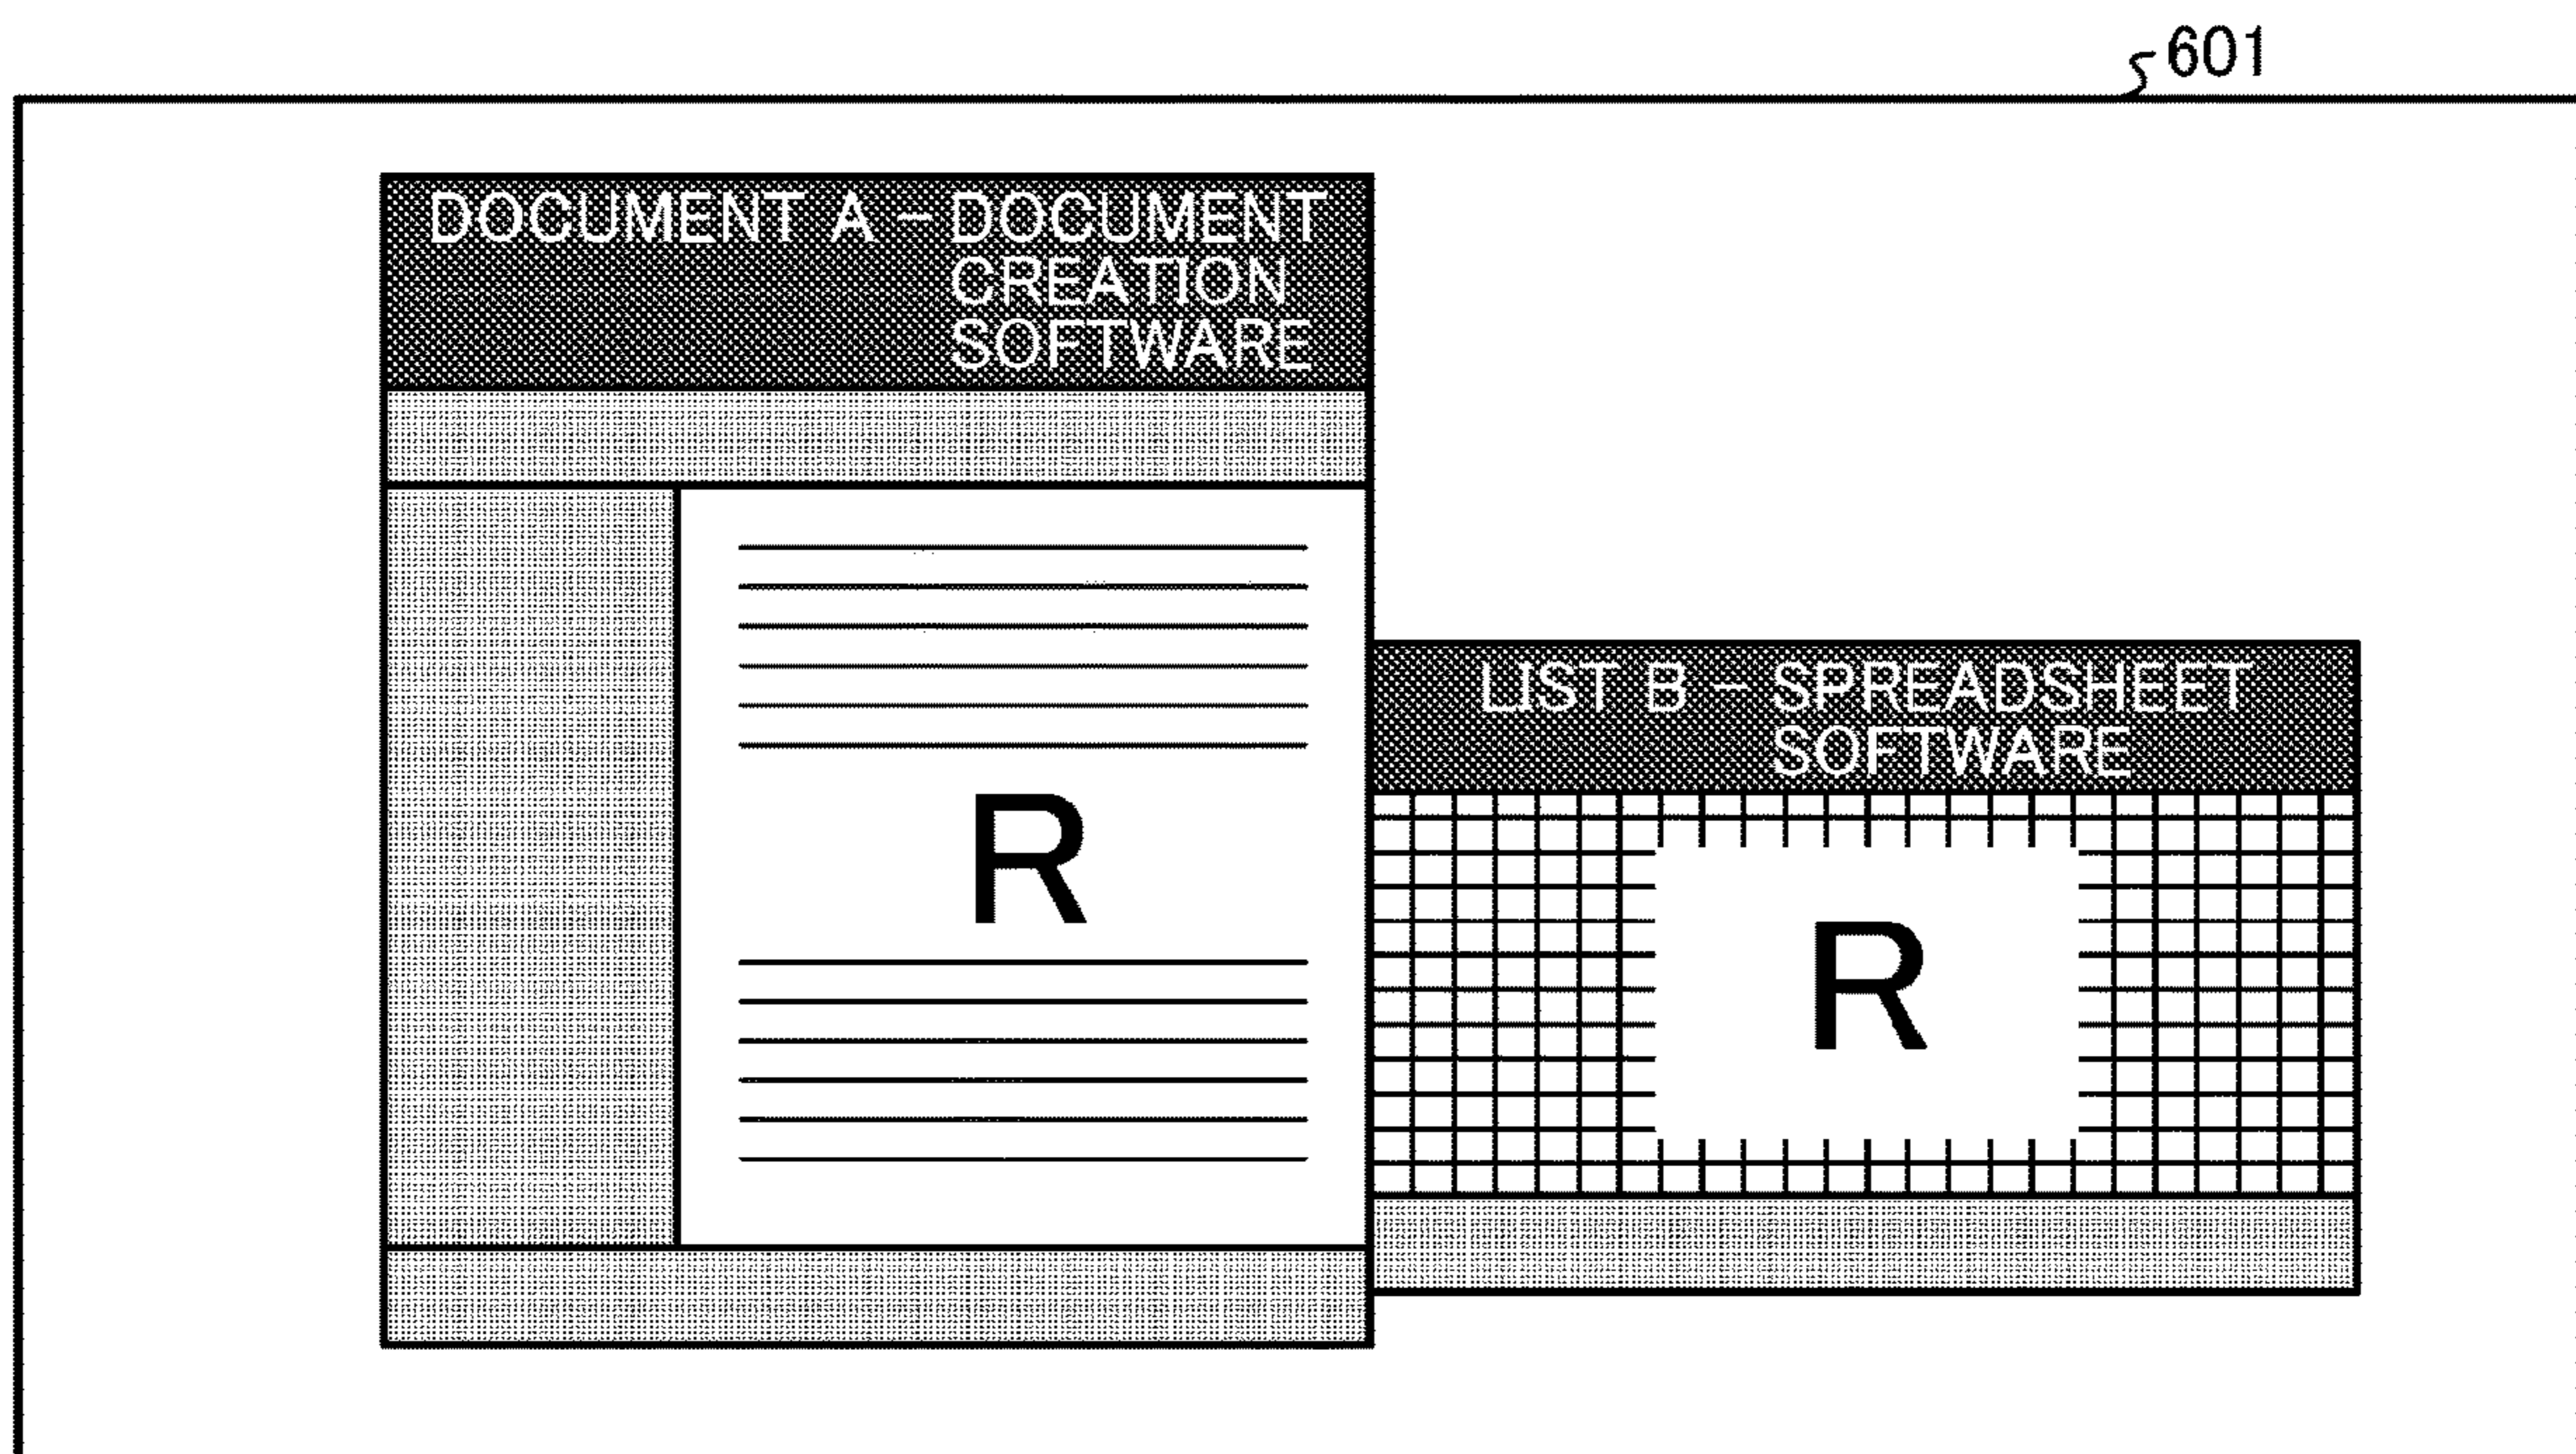 601
DOCUMENT A – DOCUMENT
CREATION
SOFTWARE
R
LIST B – SPREADSHEET
SOFTWARE
R